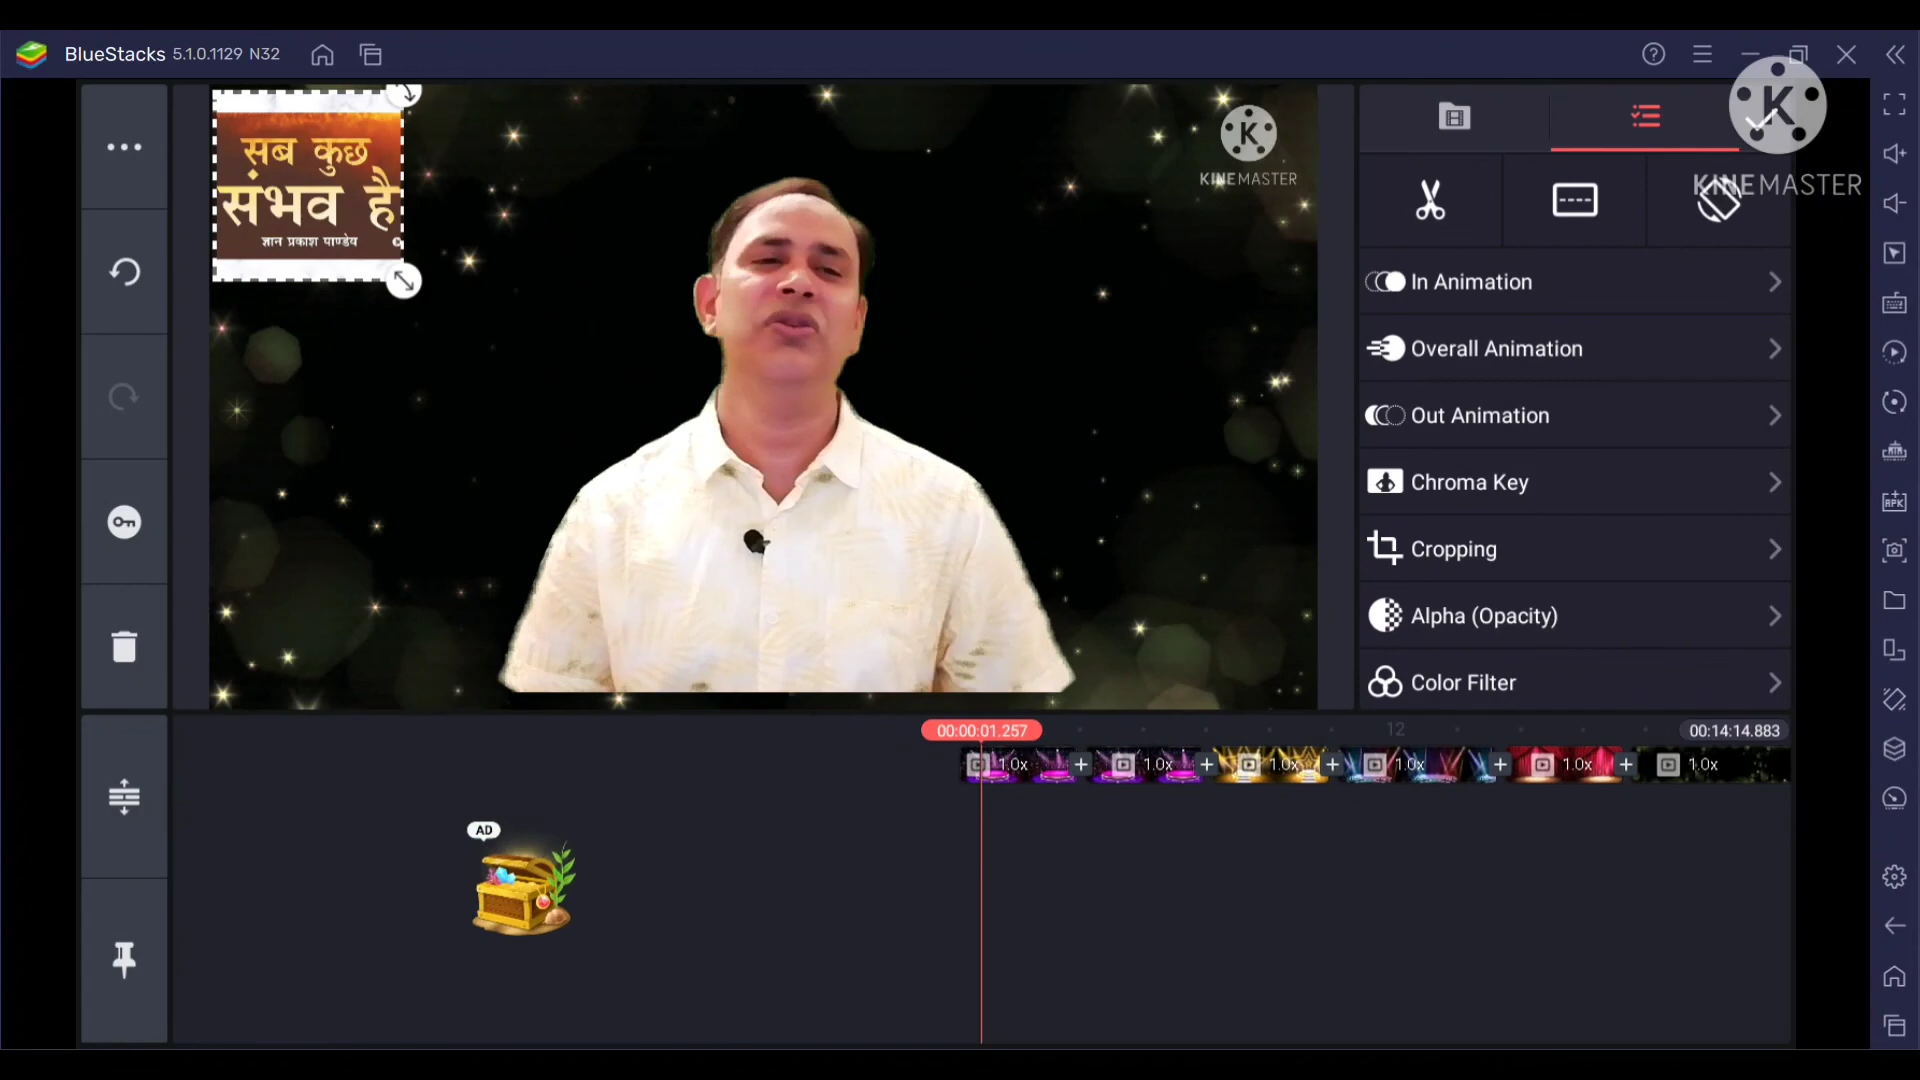 BlueStacks 5.1.0.1129 N32
सब कुछ
संभव है
ज्ञान प्रकाश पाण्डेय
K
KINEMASTER
K
KINEMASTER
In Animation
Overall Animation
Out Animation
Chroma Key
Cropping
Alpha (Opacity)
Color Filter
00:00:01.257
12
00:14:14.883
1.0x
1.0x
1.0x
1.0x
1.0x
1.0x
AD